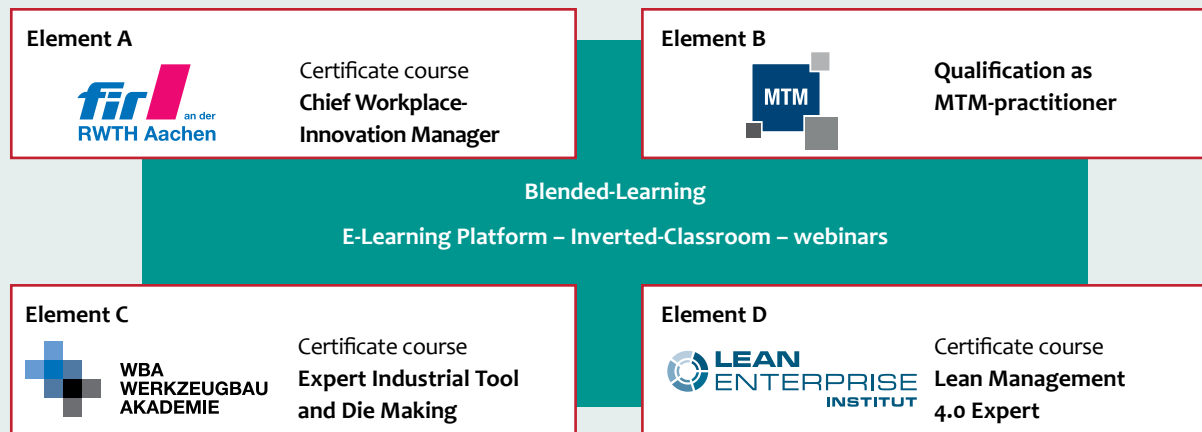 Element A
fir
an der
RWTH Aachen
Certificate course
Chief Workplace-
Innovation Manager
Element B
MTM
Qualification as
MTM-practitioner
Blended-Learning
E-Learning Platform – Inverted-Classroom – webinars
Element C
WBA
WERKZEUGBAU
AKADEMIE
Certificate course
Expert Industrial Tool
and Die Making
Element D
LEAN
ENTERPRISE
INSTITUT
Certificate course
Lean Management
4.0 Expert